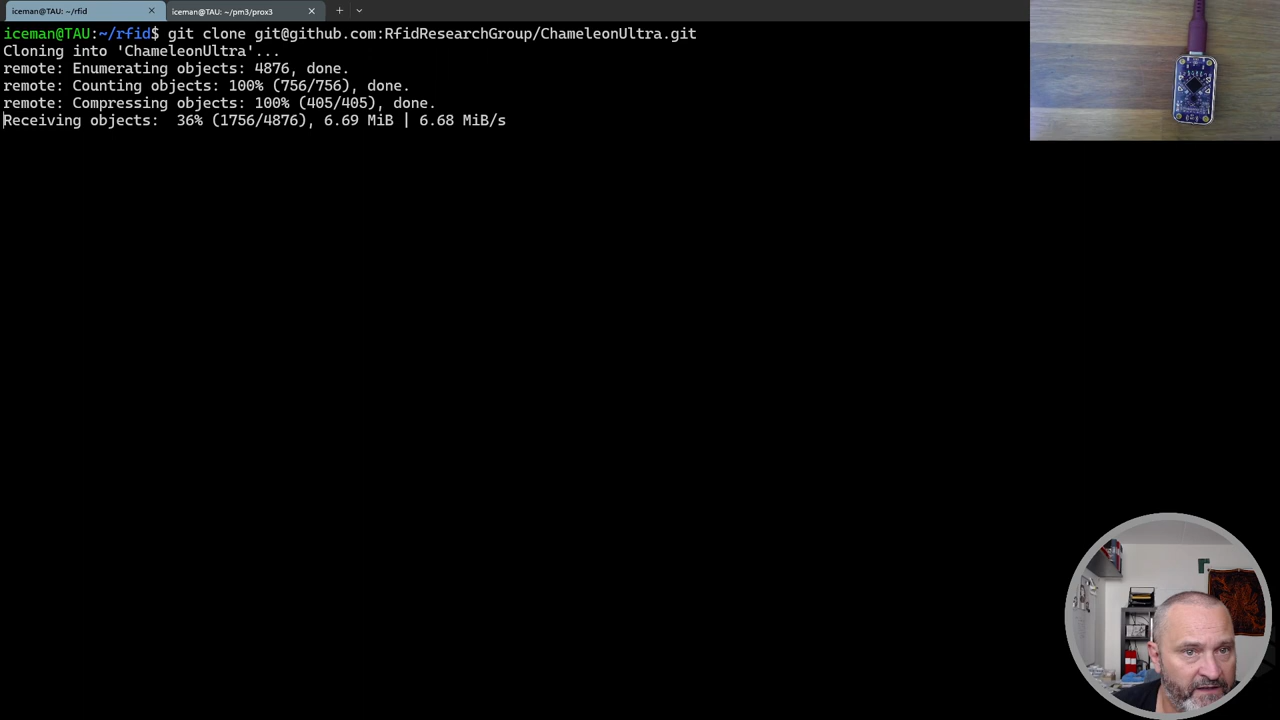 iceman@TAU: ~/rfid
iceman@TAU: ~/pm3/prox3
iceman@TAU:~/rfid$ git clone git@github.com:RfidResearchGroup/ChameleonUltra.git
Cloning into 'ChameleonUltra'...
remote: Enumerating objects: 4876, done.
remote: Counting objects: 100% (756/756), done.
remote: Compressing objects: 100% (405/405), done.
Receiving objects:  36% (1756/4876), 6.69 MiB | 6.68 MiB/s